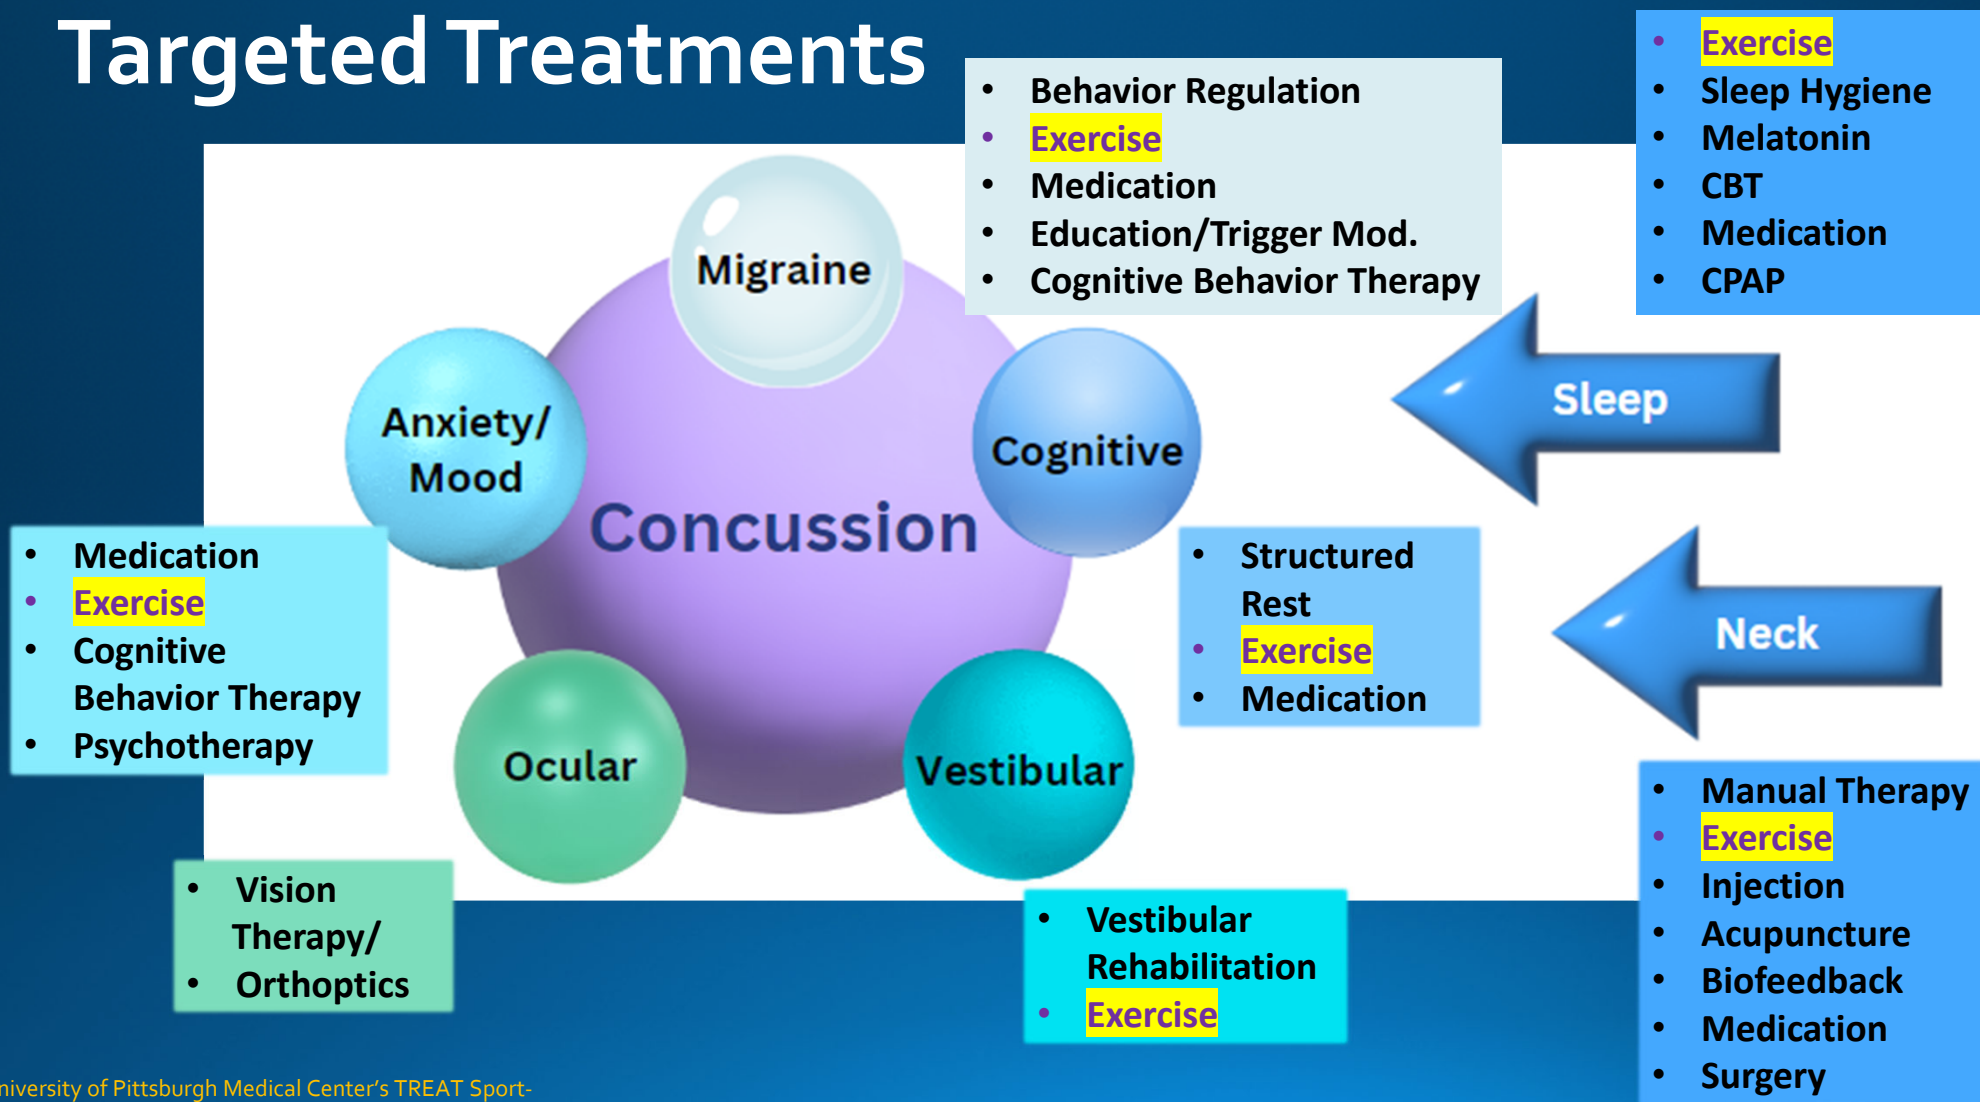 Targeted Treatments
• Behavior Regulation
• Exercise
• Medication
• Education/Trigger Mod.
• Cognitive Behavior Therapy
• Exercise
• Sleep Hygiene
• Melatonin
• CBT
• Medication
• CPAP
Migraine
Anxiety/
Mood
Cognitive
Concussion
Ocular
Vestibular
Sleep
Neck
• Medication
• Exercise
• Cognitive
Behavior Therapy
• Psychotherapy
• Structured
Rest
• Exercise
• Medication
• Vision
Therapy/
• Orthoptics
• Vestibular
Rehabilitation
• Exercise
• Manual Therapy
• Exercise
• Injection
• Acupuncture
• Biofeedback
• Medication
• Surgery
of Pittsburgh Medical Center's TREAT Sport-